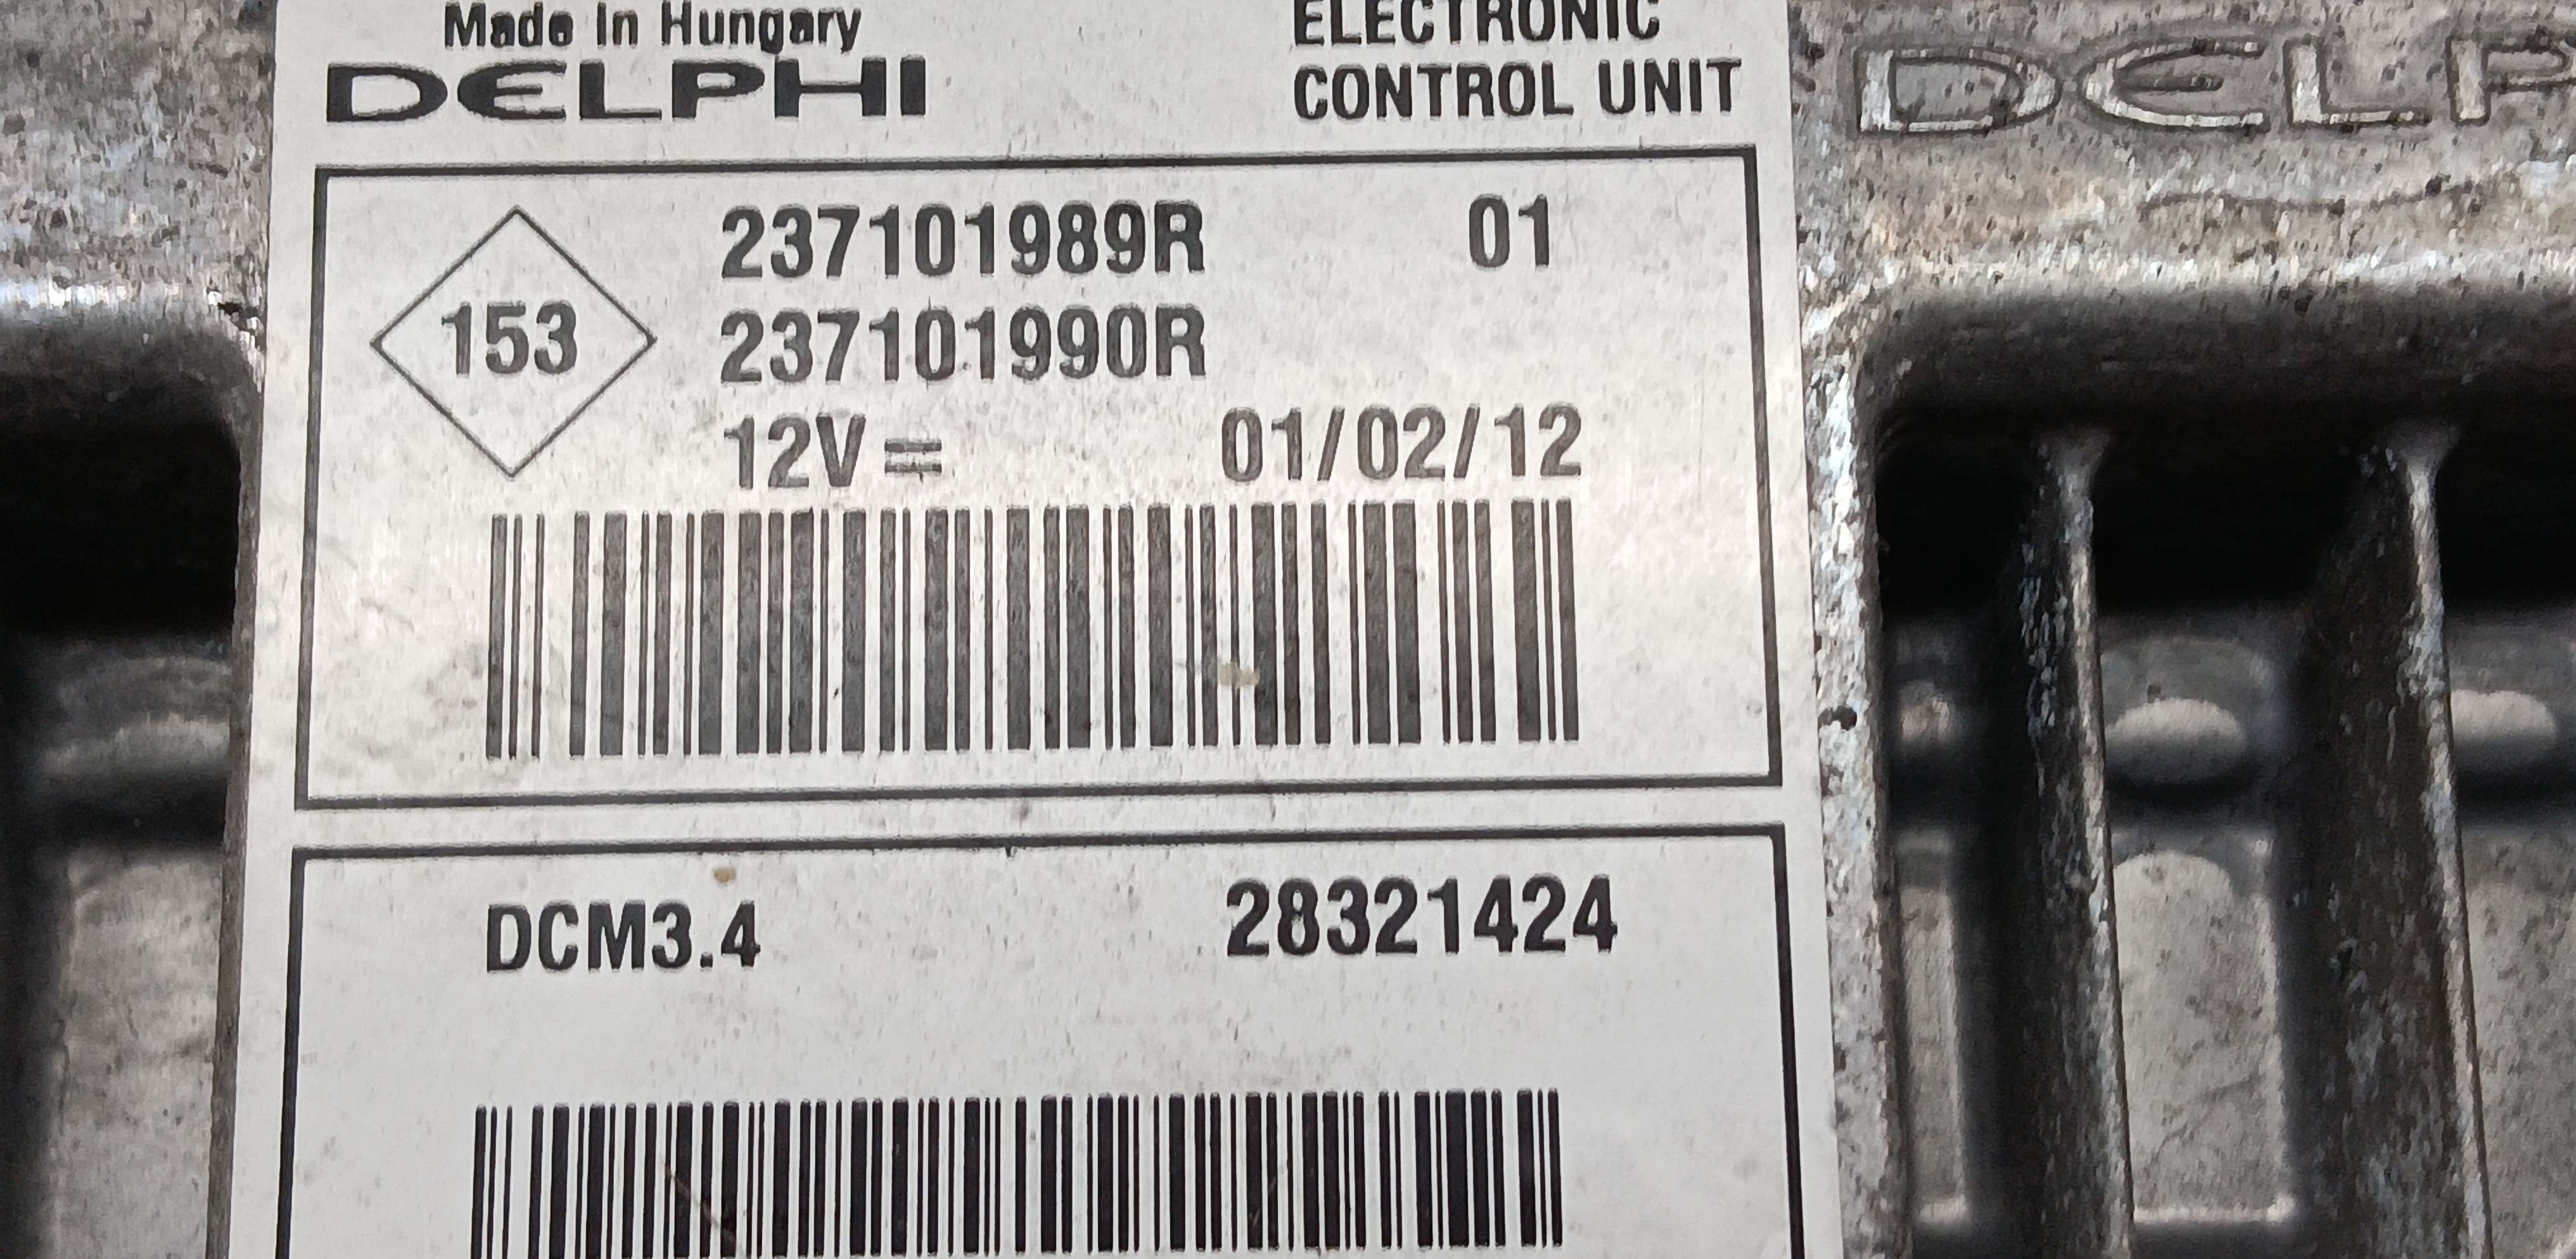 Made In Hungary
DELPHI
ELECTRONIC
CONTROL UNIT
DELP
153
237101989R 01
237101990R
12V= 01/02/12
DCM3.4 28321424